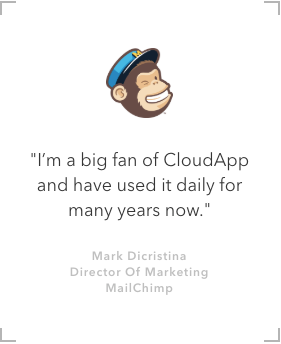 "I’m a big fan of CloudApp
and have used it daily for
many years now."
Mark Dicristina
Director Of Marketing
MailChimp